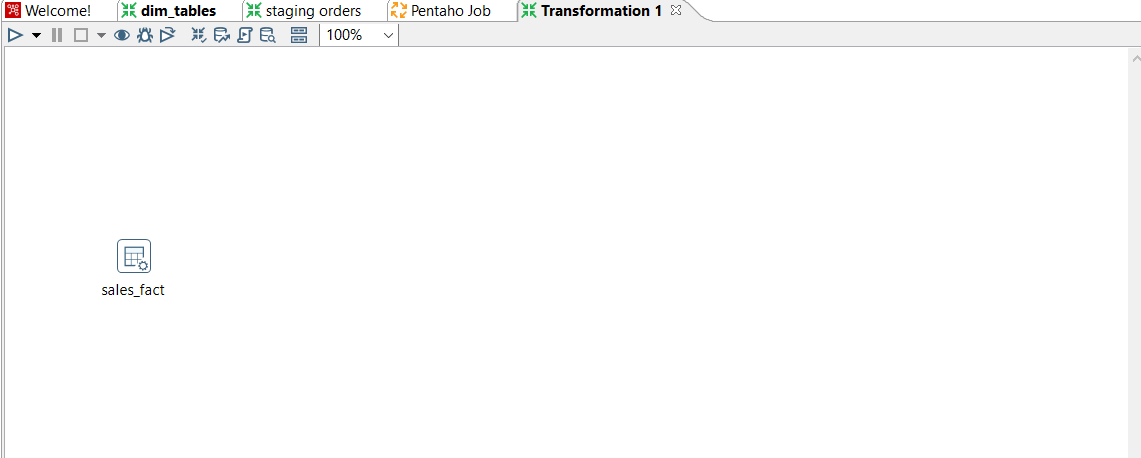 Welcome! dim_tables staging orders Pentaho Job Transformation 1
100%
sales_fact